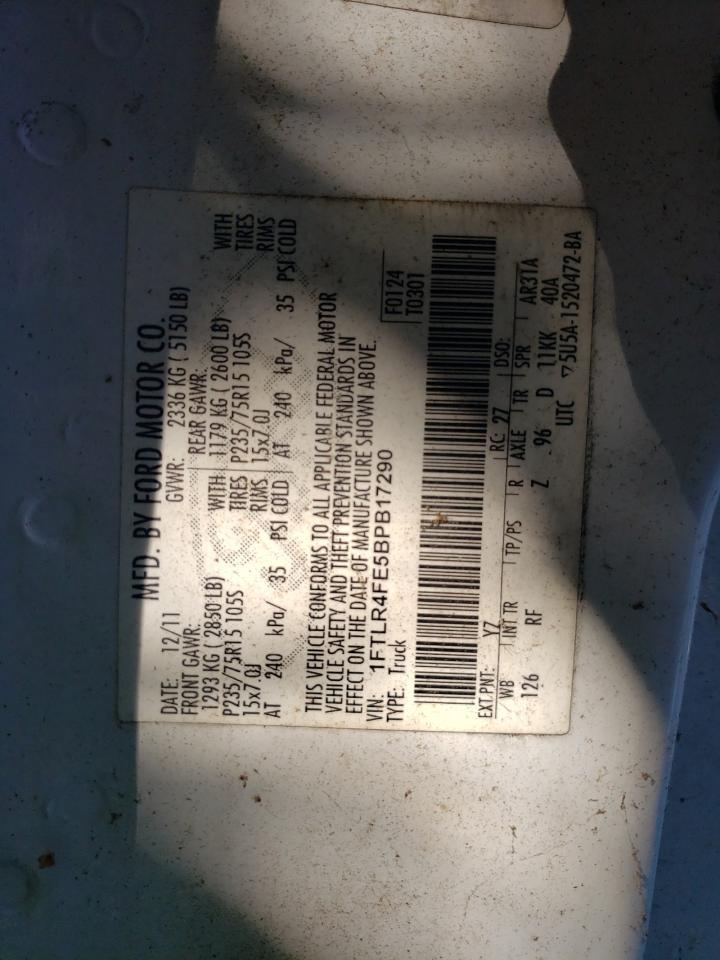 MFD. BY FORD MOTOR CO.
DATE: 12/11 GVWR: 2336 KG ( 5150 LB)
FRONT GAWR: REAR GAWR:
1293 KG ( 2850 LB) WITH 1179 KG ( 2600 LB) WITH
P235/75R15 105S TIRES P235/75R15 105S TIRES
15x7.0J RIMS 15x7.0J RIMS
AT 240 kPa/ 35 PSI COLD AT 240 kPa/ 35 PSI COLD
THIS VEHICLE CONFORMS TO ALL APPLICABLE FEDERAL MOTOR
VEHICLE SAFETY AND THEFT PREVENTION STANDARDS IN
EFFECT ON THE DATE OF MANUFACTURE SHOWN ABOVE.
VIN: 1FTLR4FE5BPB17290
TYPE: Truck
F0124
T0301
EXT PNT: YZ RC: 27 DSO:
WB INT TR TP/PS R AXLE TR SPR AR31A
126 RF Z 96 D 11KK 40A
UTC ▽5U5A-1520472-BA